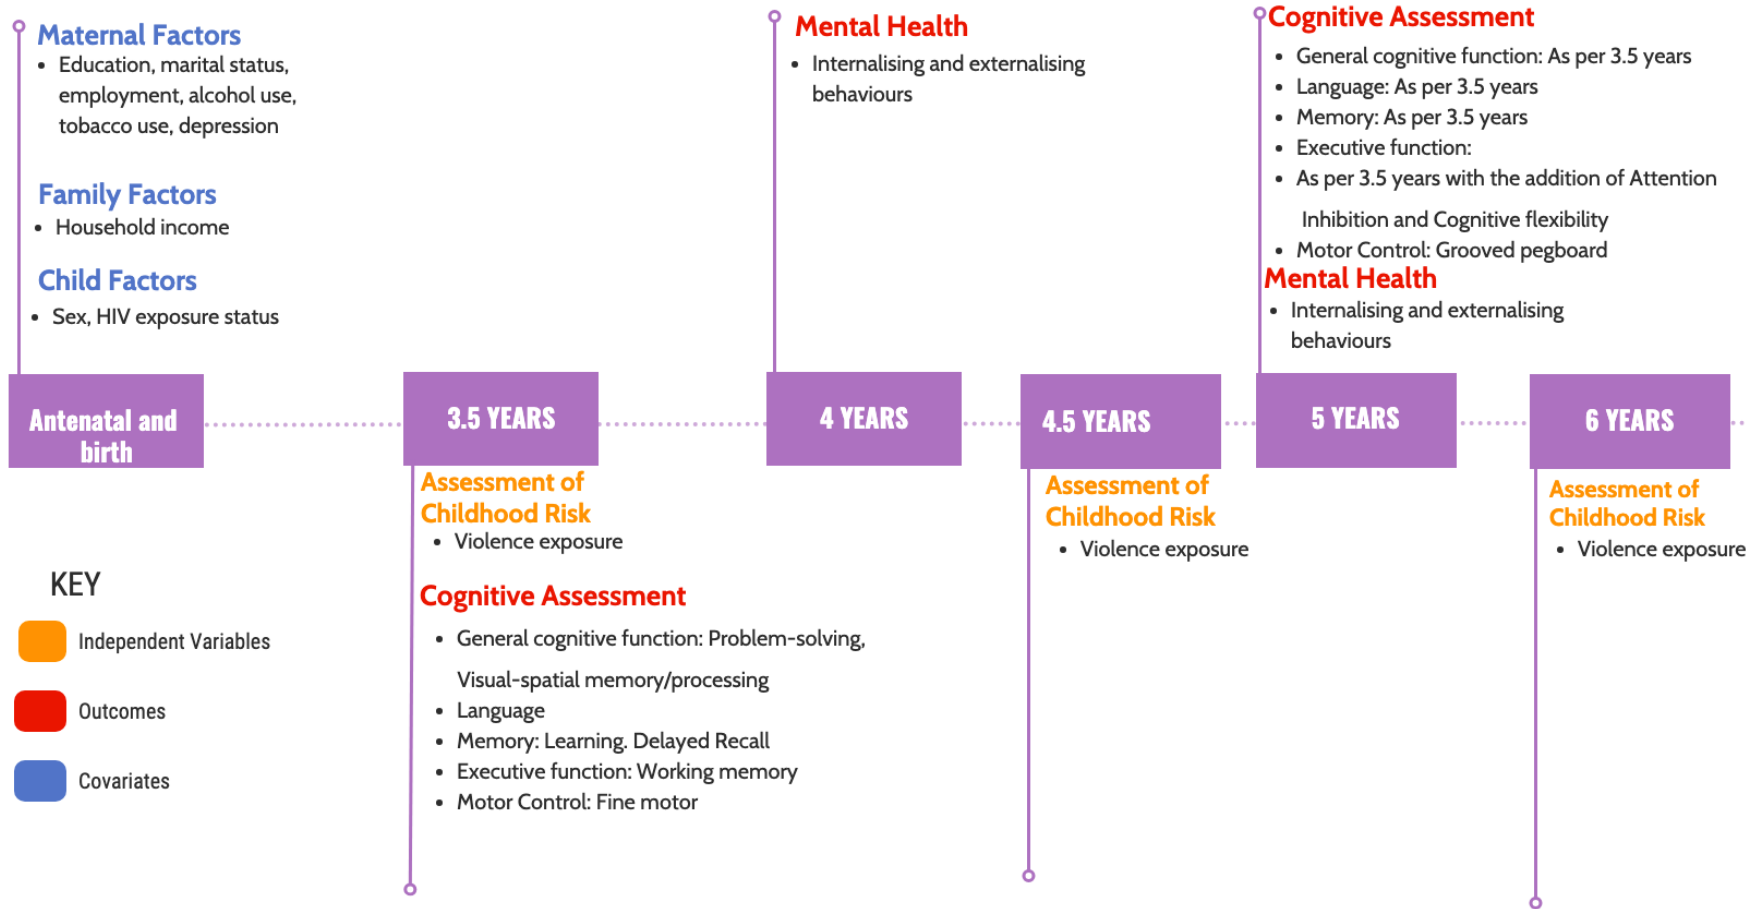 Maternal Factors
• Education, marital status,
employment, alcohol use,
tobacco use, depression
Family Factors
• Household income
Child Factors
• Sex, HIV exposure status
Mental Health
• Internalising and externalising
behaviours
Cognitive Assessment
• General cognitive function: As per 3.5 years
• Language: As per 3.5 years
• Memory: As per 3.5 years
• Executive function:
• As per 3.5 years with the addition of Attention
Inhibition and Cognitive flexibility
• Motor Control: Grooved pegboard
Mental Health
• Internalising and externalising
behaviours
Antenatal and
birth
3.5 YEARS
4 YEARS
4.5 YEARS
5 YEARS
6 YEARS
Assessment of
Childhood Risk
• Violence exposure
Cognitive Assessment
• General cognitive function: Problem-solving,
Visual-spatial memory/processing
• Language
• Memory: Learning. Delayed Recall
• Executive function: Working memory
• Motor Control: Fine motor
Assessment of
Childhood Risk
• Violence exposure
Assessment of
Childhood Risk
• Violence exposure
KEY
Independent Variables
Outcomes
Covariates